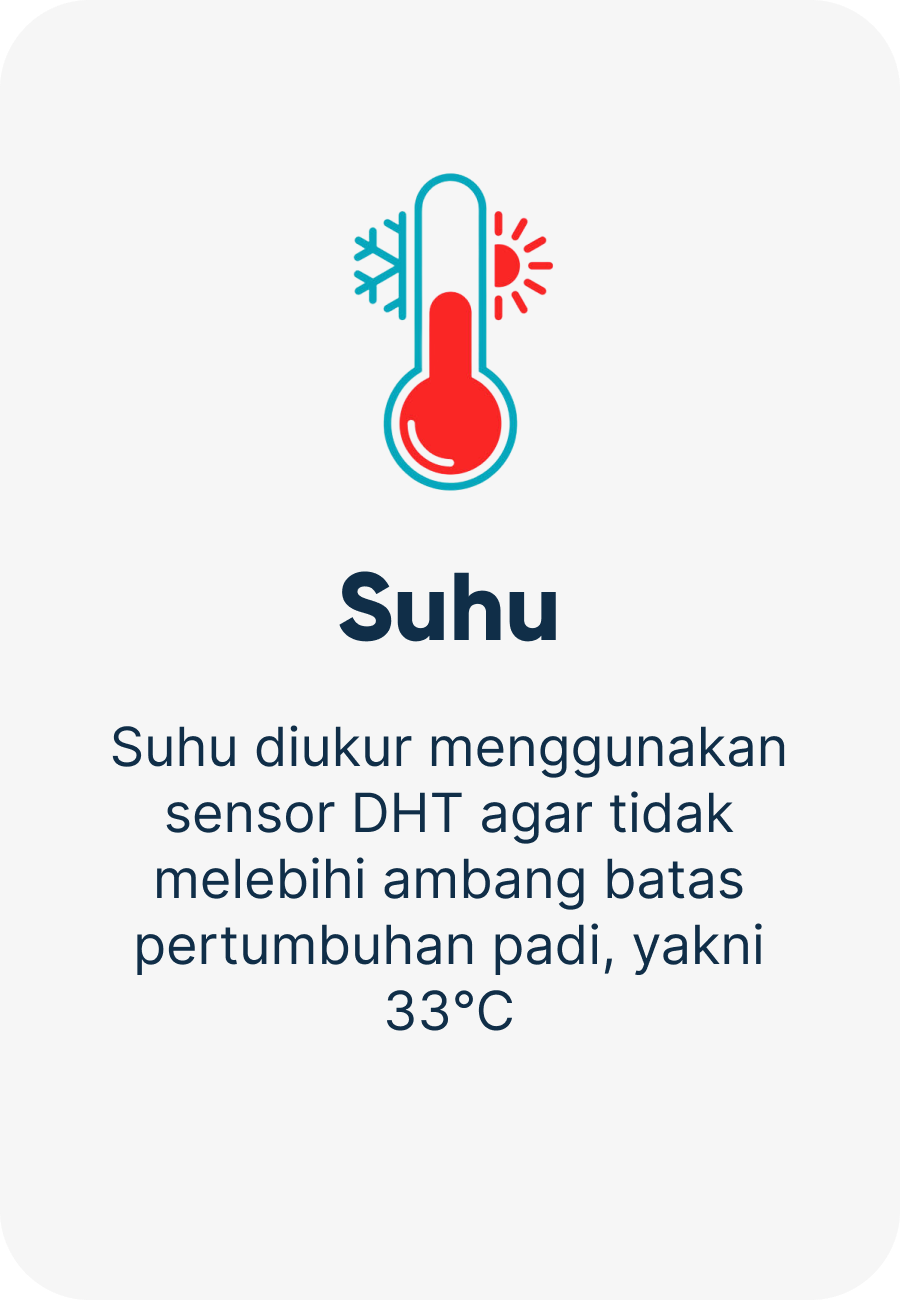 Suhu
Suhu diukur menggunakan
sensor DHT agar tidak
melebihi ambang batas
pertumbuhan padi, yakni
33°C